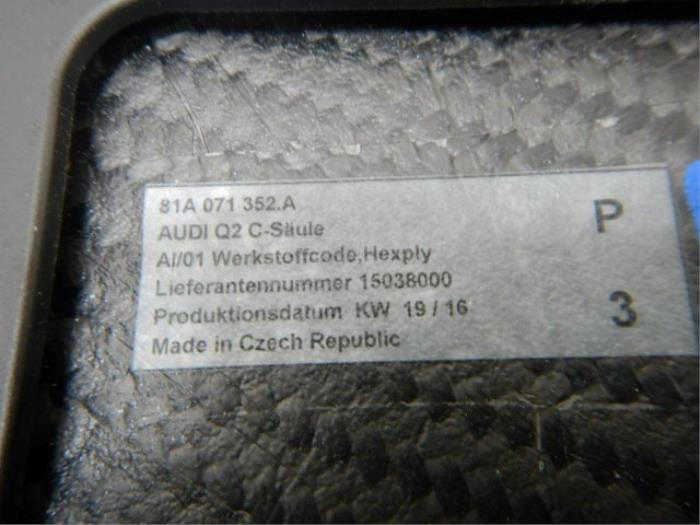 81A 071 352.A
AUDI Q2 C-Säule
P
AI/01 Werkstoffcode,Hexply
Lieferantennummer 15038000
Produktionsdatum KW 19 / 16
3
Made in Czech Republic